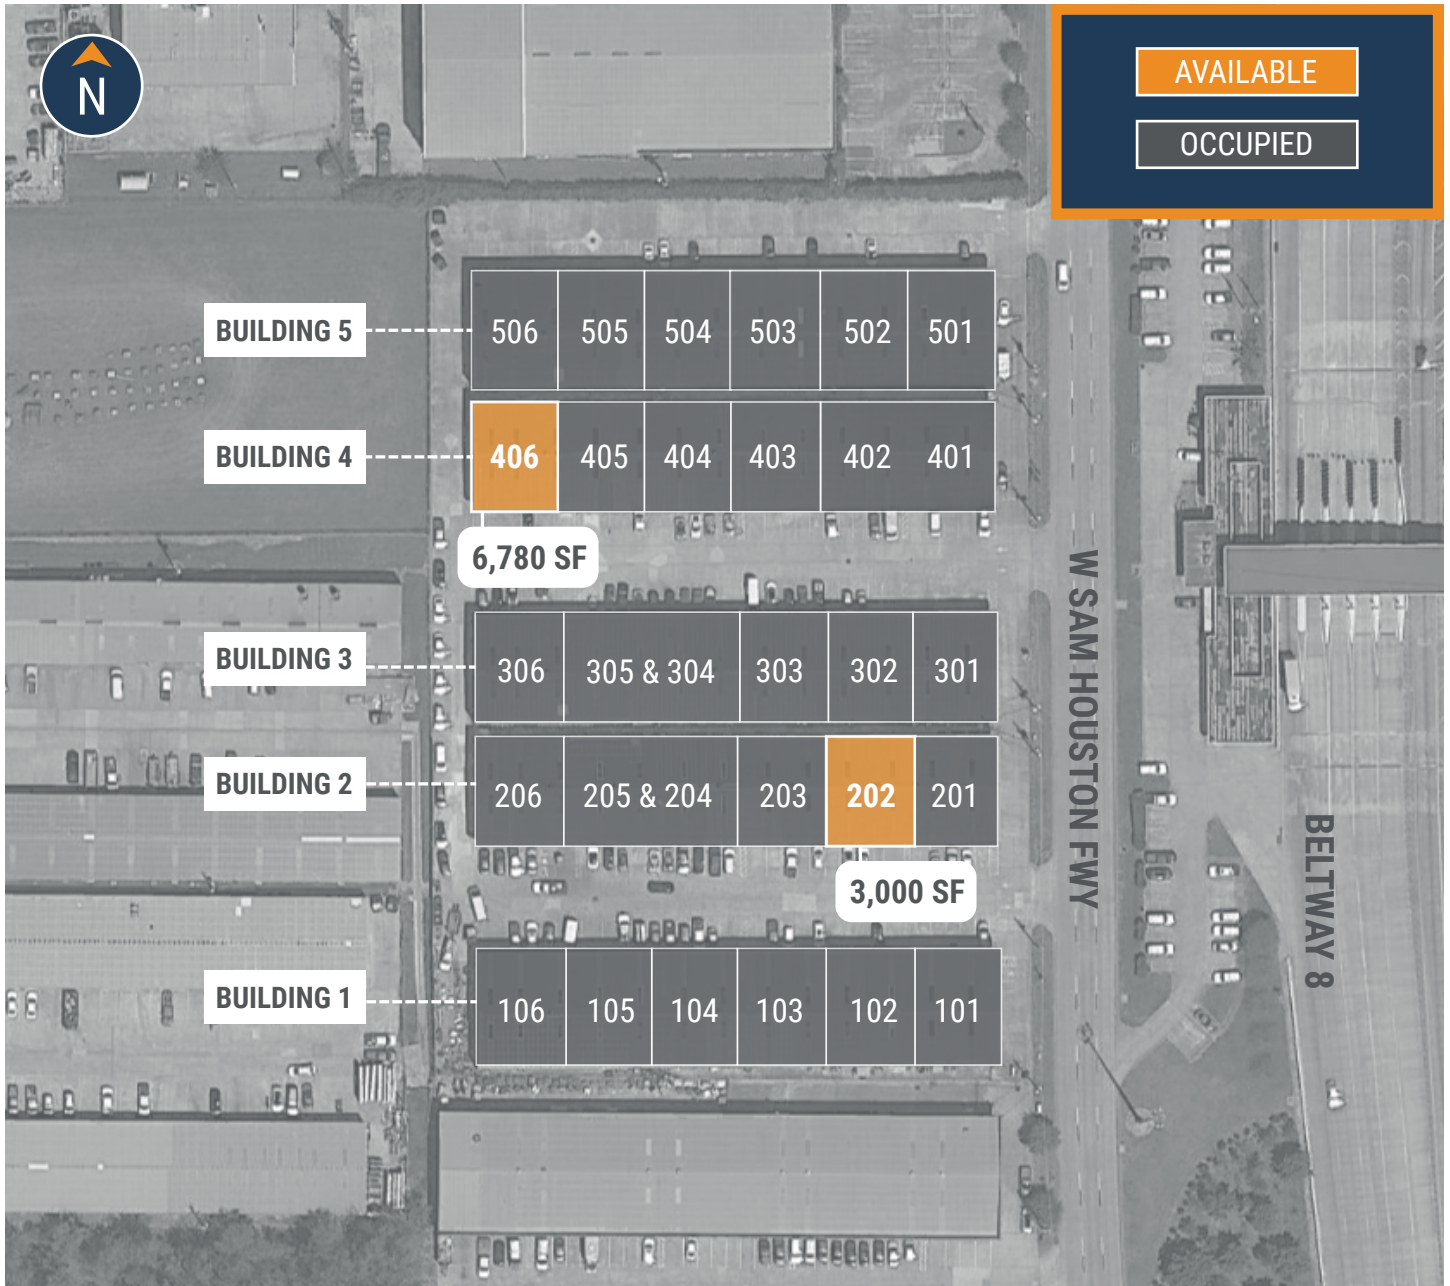 N
AVAILABLE
OCCUPIED
BUILDING 5
506 505 504 503 502 501
BUILDING 4
406 405 404 403 402 401
6,780 SF
BUILDING 3
306 305 & 304 303 302 301
BUILDING 2
206 205 & 204 203 202 201
3,000 SF
BUILDING 1
106 105 104 103 102 101
W SAM HOUSTON FWY
BELTWAY 8